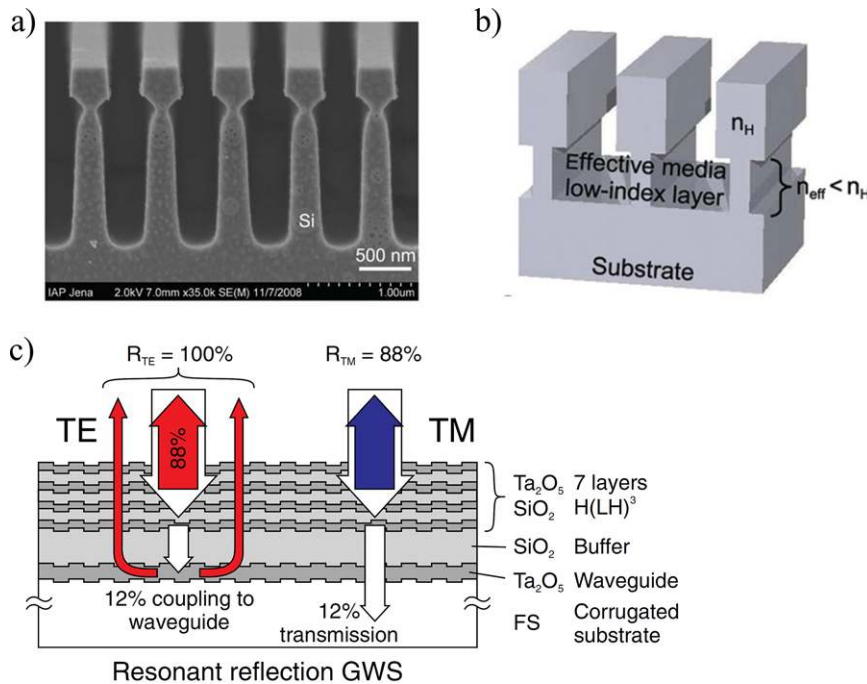 a)
Si
500 nm
IAP Jena 2.0kV 7.0mm x35.0k SE(M) 11/7/2008 1.00um
b)
n_H
Effective media
low-index layer
n_eff < n_H
Substrate
c)
R_TE = 100%
R_TM = 88%
TE
88%
TM
Ta₂O₅ 7 layers
SiO₂ H(LH)³
SiO₂ Buffer
Ta₂O₅ Waveguide
12% coupling to
waveguide
12%
transmission
FS Corrugated
substrate
Resonant reflection GWS